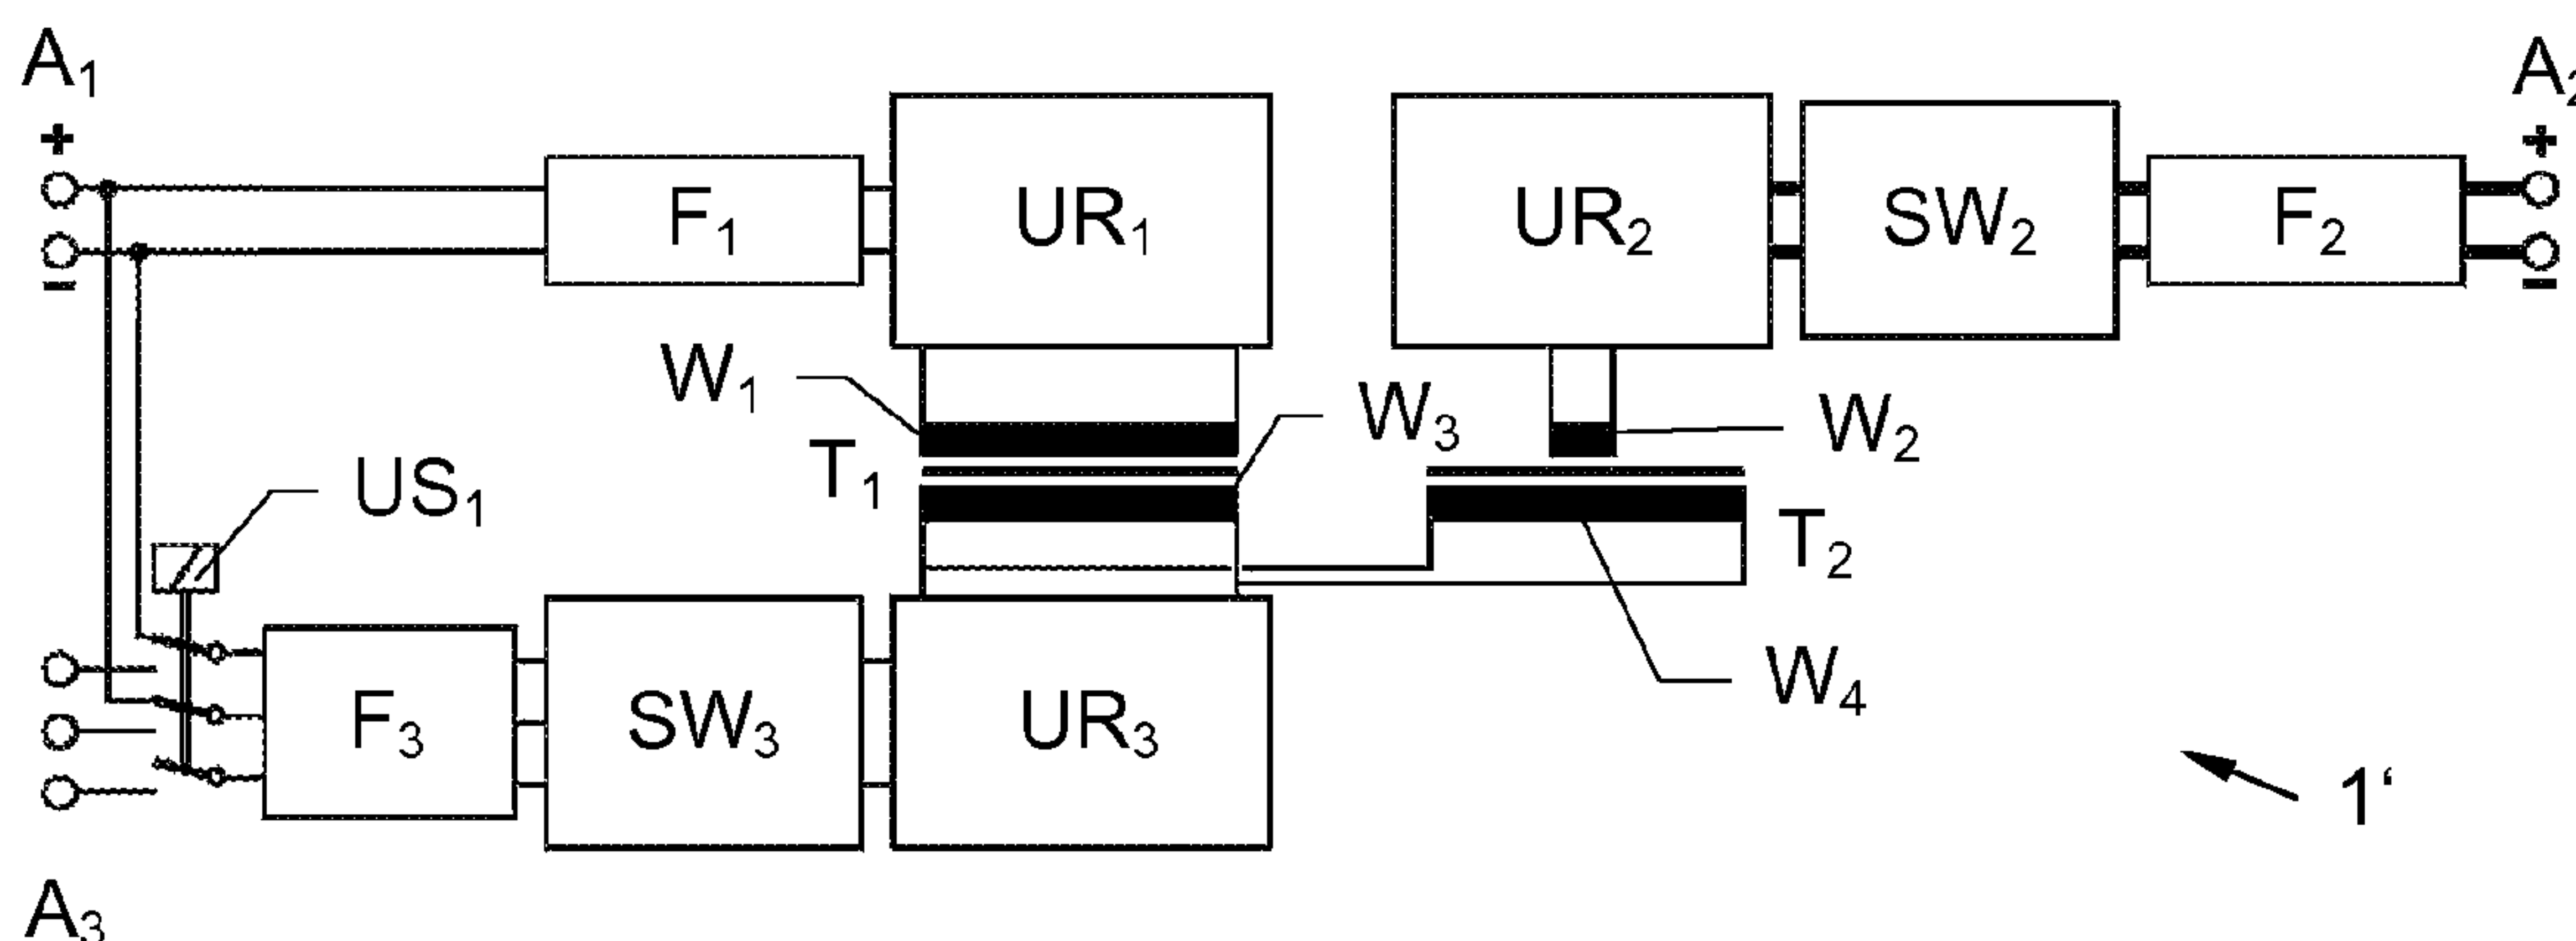 A₁
A₂
+
+
F₁
UR₁
UR₂
SW₂
F₂
−
−
W₁
W₃
W₂
T₁
US₁
T₂
W₄
F₃
SW₃
UR₃
1‘
A₃